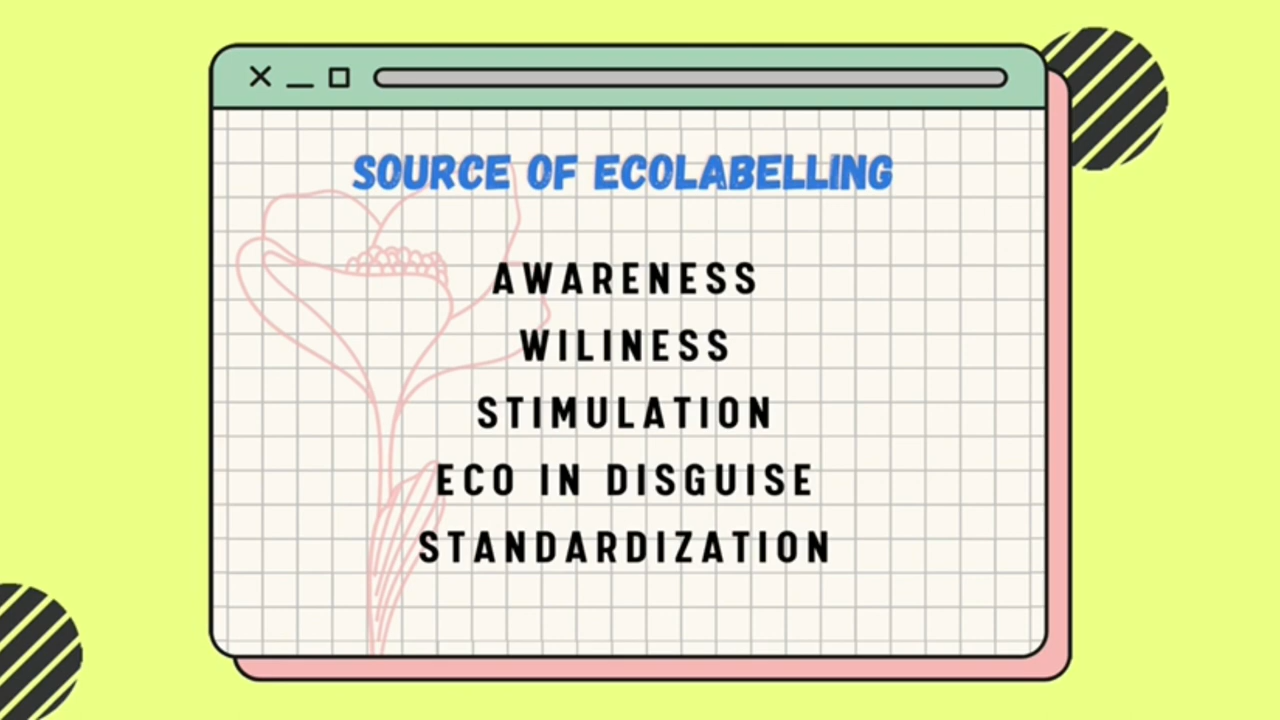 SOURCE OF ECOLABELLING
AWARENESS
WILINESS
STIMULATION
ECO IN DISGUISE
STANDARDIZATION